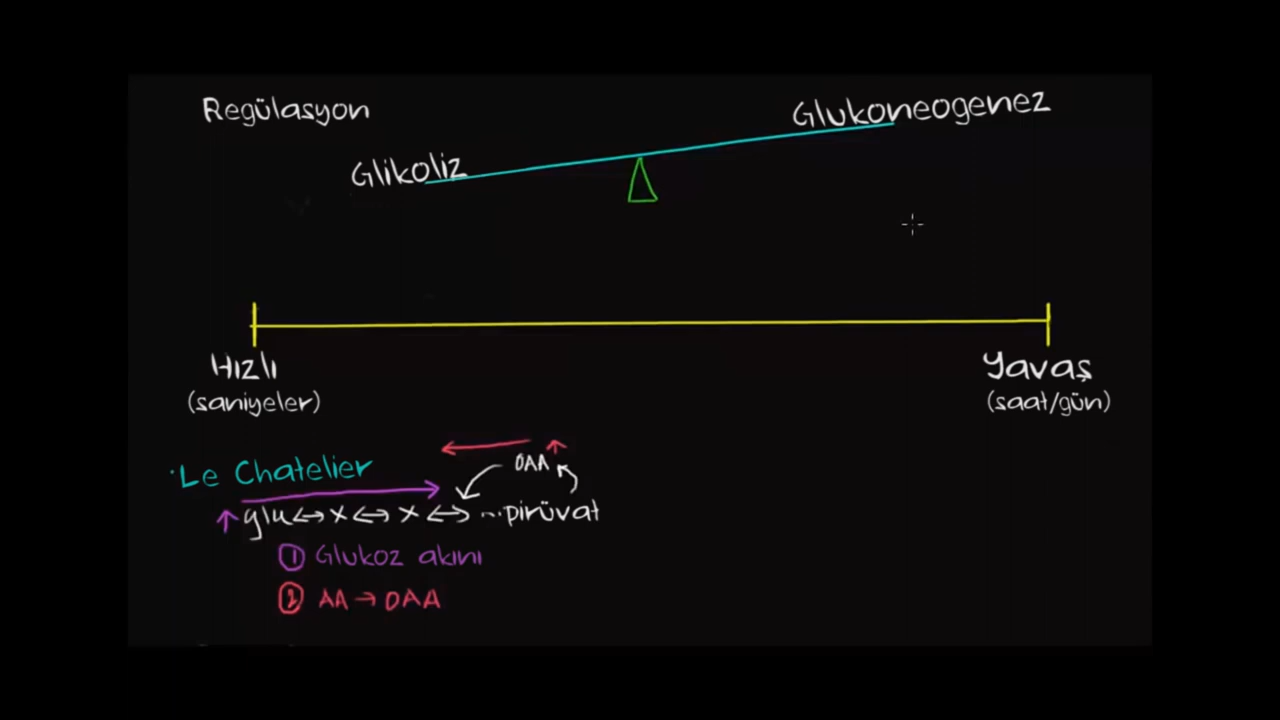 Regülasyon
Glukoneogenez
Glikoliz
Hızlı
(saniyeler)
Yavaş
(saat/gün)
·Le Chatelier
OAA ↑
↑ glu ↔ x ↔ x ↔ ...pirüvat
① Glukoz akını
② AA → OAA